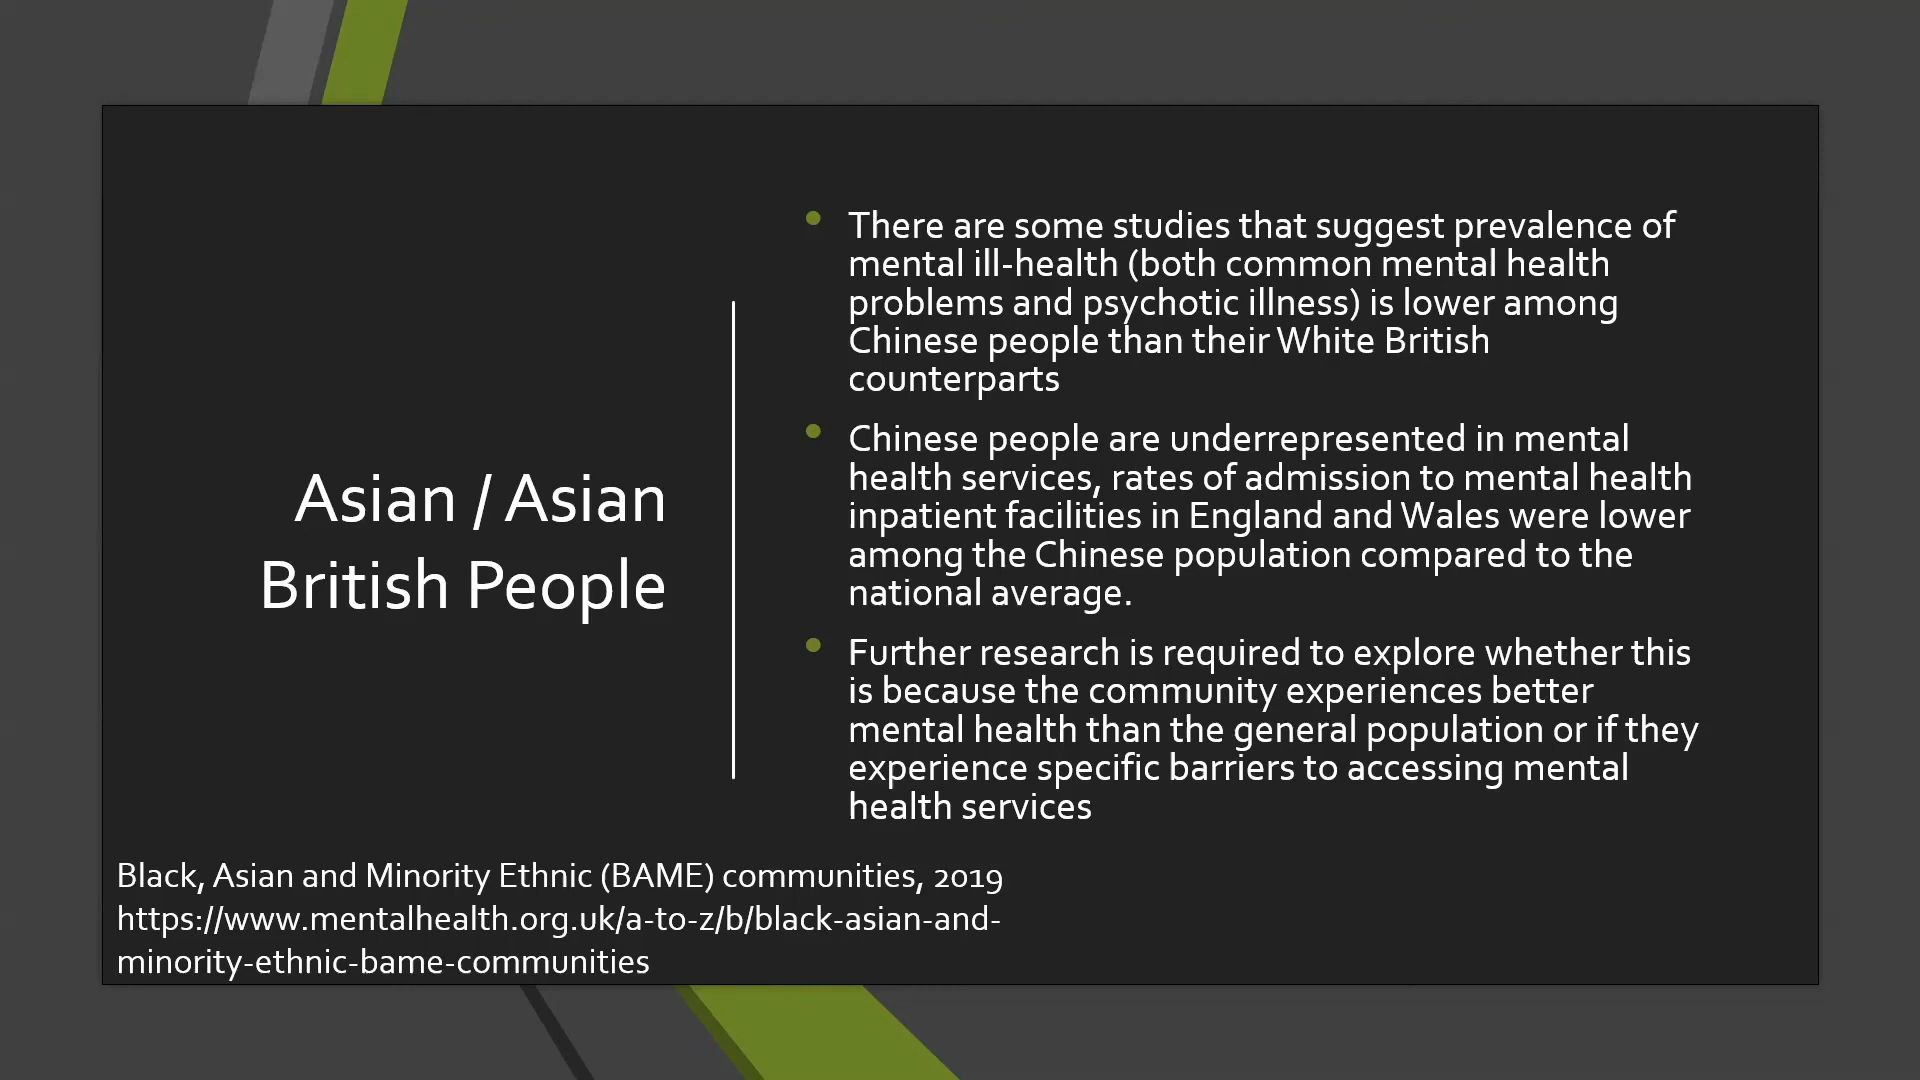 Asian / Asian
British People
There are some studies that suggest prevalence of
mental ill-health (both common mental health
problems and psychotic illness) is lower among
Chinese people than their White British
counterparts
Chinese people are underrepresented in mental
health services, rates of admission to mental health
inpatient facilities in England and Wales were lower
among the Chinese population compared to the
national average.
Further research is required to explore whether this
is because the community experiences better
mental health than the general population or if they
experience specific barriers to accessing mental
health services
Black, Asian and Minority Ethnic (BAME) communities, 2019
https://www.mentalhealth.org.uk/a-to-z/b/black-asian-and-
minority-ethnic-bame-communities